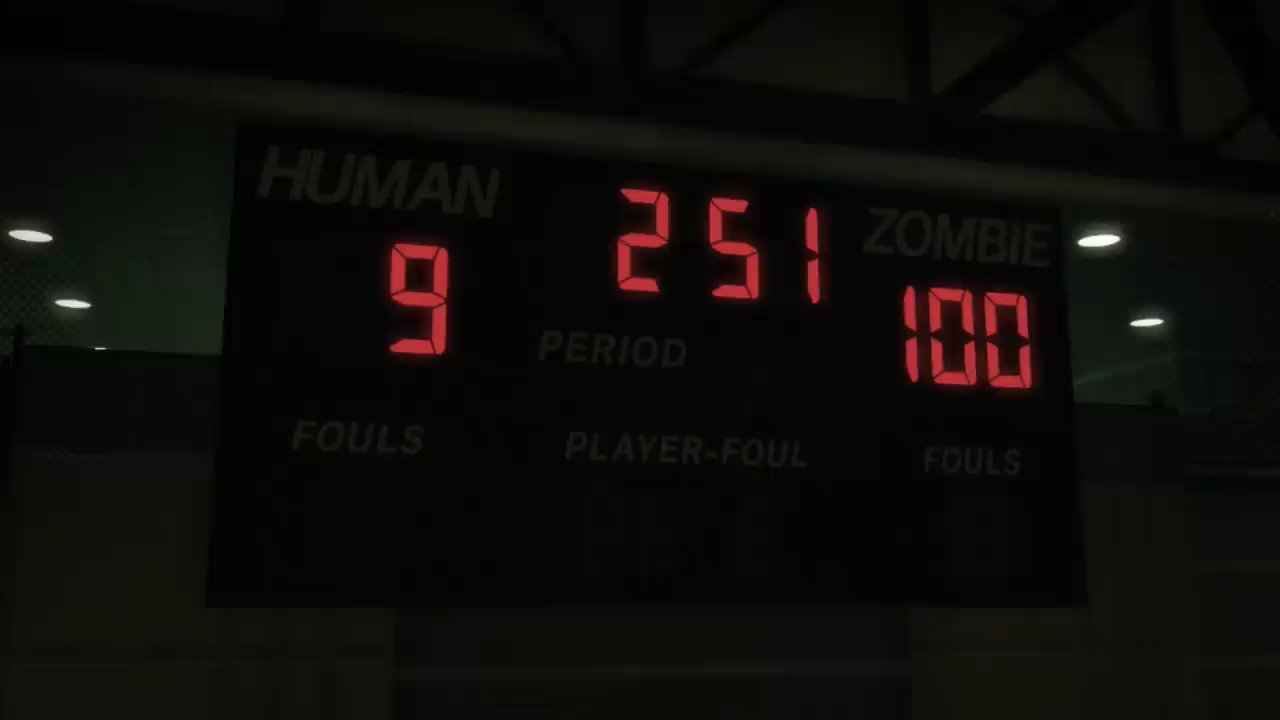 HUMAN
251
ZOMBIE
9
100
PERIOD
FOULS
PLAYER-FOUL
FOULS